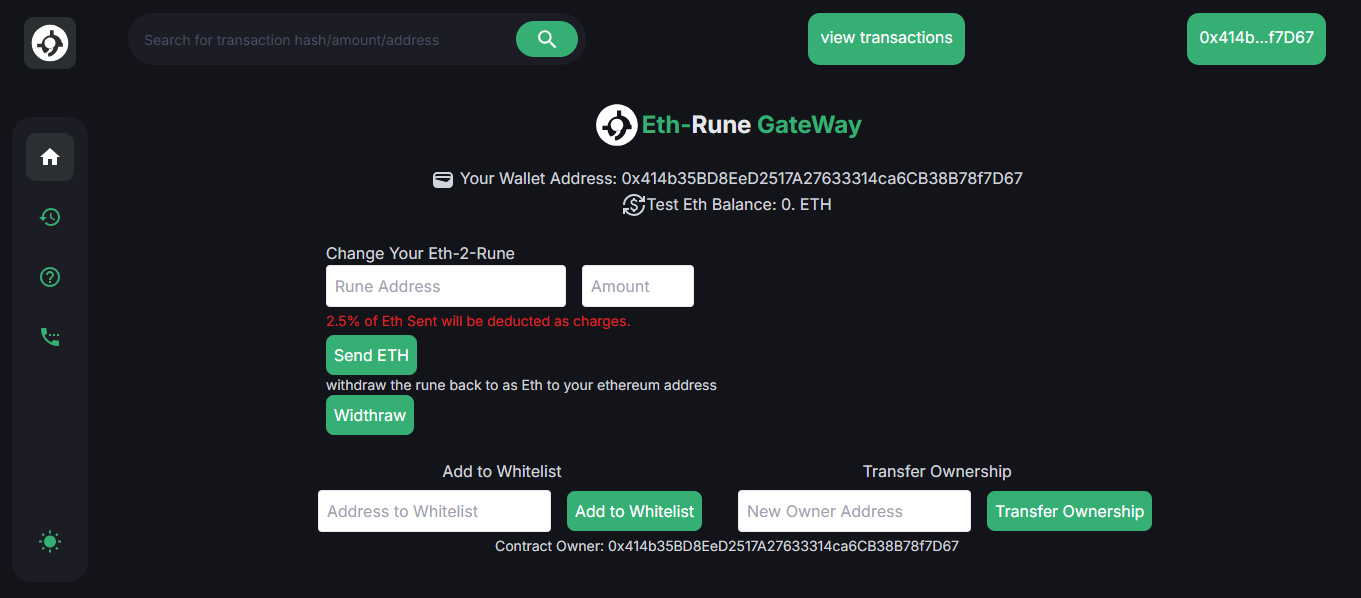 Search for transaction hash/amount/address
view transactions
0x414b...f7D67
Eth-Rune GateWay
Your Wallet Address: 0x414b35BD8EeD2517A27633314ca6CB38B78f7D67
Test Eth Balance: 0. ETH
Change Your Eth-2-Rune
Rune Address
Amount
2.5% of Eth Sent will be deducted as charges.
Send ETH
withdraw the rune back to as Eth to your ethereum address
Widthraw
Add to Whitelist
Transfer Ownership
Address to Whitelist
Add to Whitelist
New Owner Address
Transfer Ownership
Contract Owner: 0x414b35BD8EeD2517A27633314ca6CB38B78f7D67